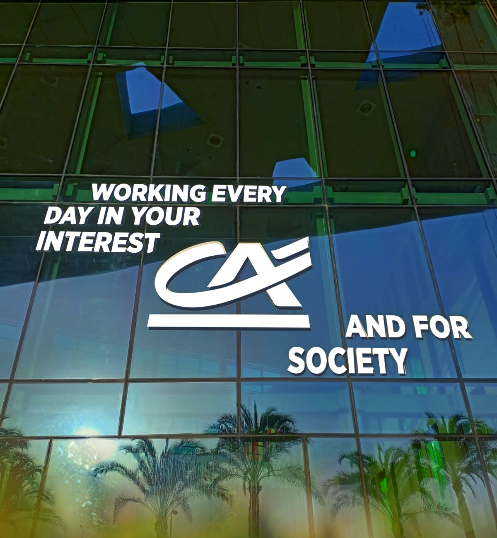 WORKING EVERY
DAY IN YOUR
INTEREST
CA
AND FOR
SOCIETY